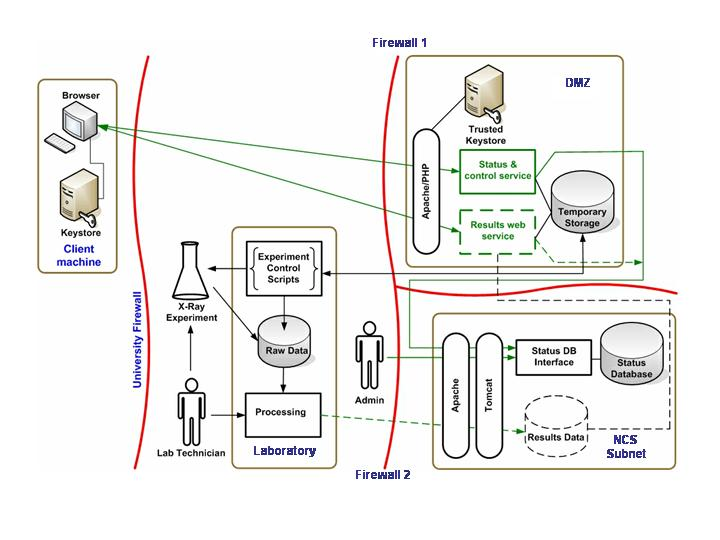 Firewall 1
DMZ
Browser
Trusted
Keystore
Apache/PHP
Status &
control service
Temporary
Storage
Results web
service
Keystore
Client
machine
University Firewall
X-Ray
Experiment
Experiment
Control
Scripts
Raw Data
Processing
Lab Technician
Laboratory
Admin
Apache
Tomcat
Status DB
Interface
Status
Database
Results Data
NCS
Subnet
Firewall 2